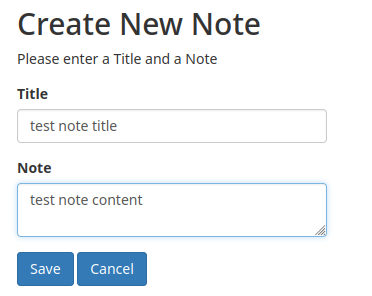 Create New Note
Please enter a Title and a Note
Title
test note title
Note
test note content
Save Cancel